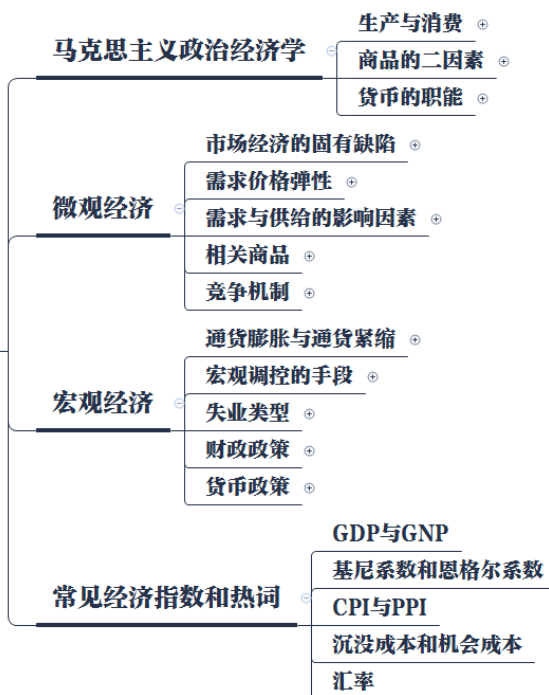 马克思主义政治经济学
生产与消费
商品的二因素
货币的职能
微观经济
市场经济的固有缺陷
需求价格弹性
需求与供给的影响因素
相关商品
竞争机制
宏观经济
通货膨胀与通货紧缩
宏观调控的手段
失业类型
财政政策
货币政策
常见经济指数和热词
GDP与GNP
基尼系数和恩格尔系数
CPI与PPI
沉没成本和机会成本
汇率